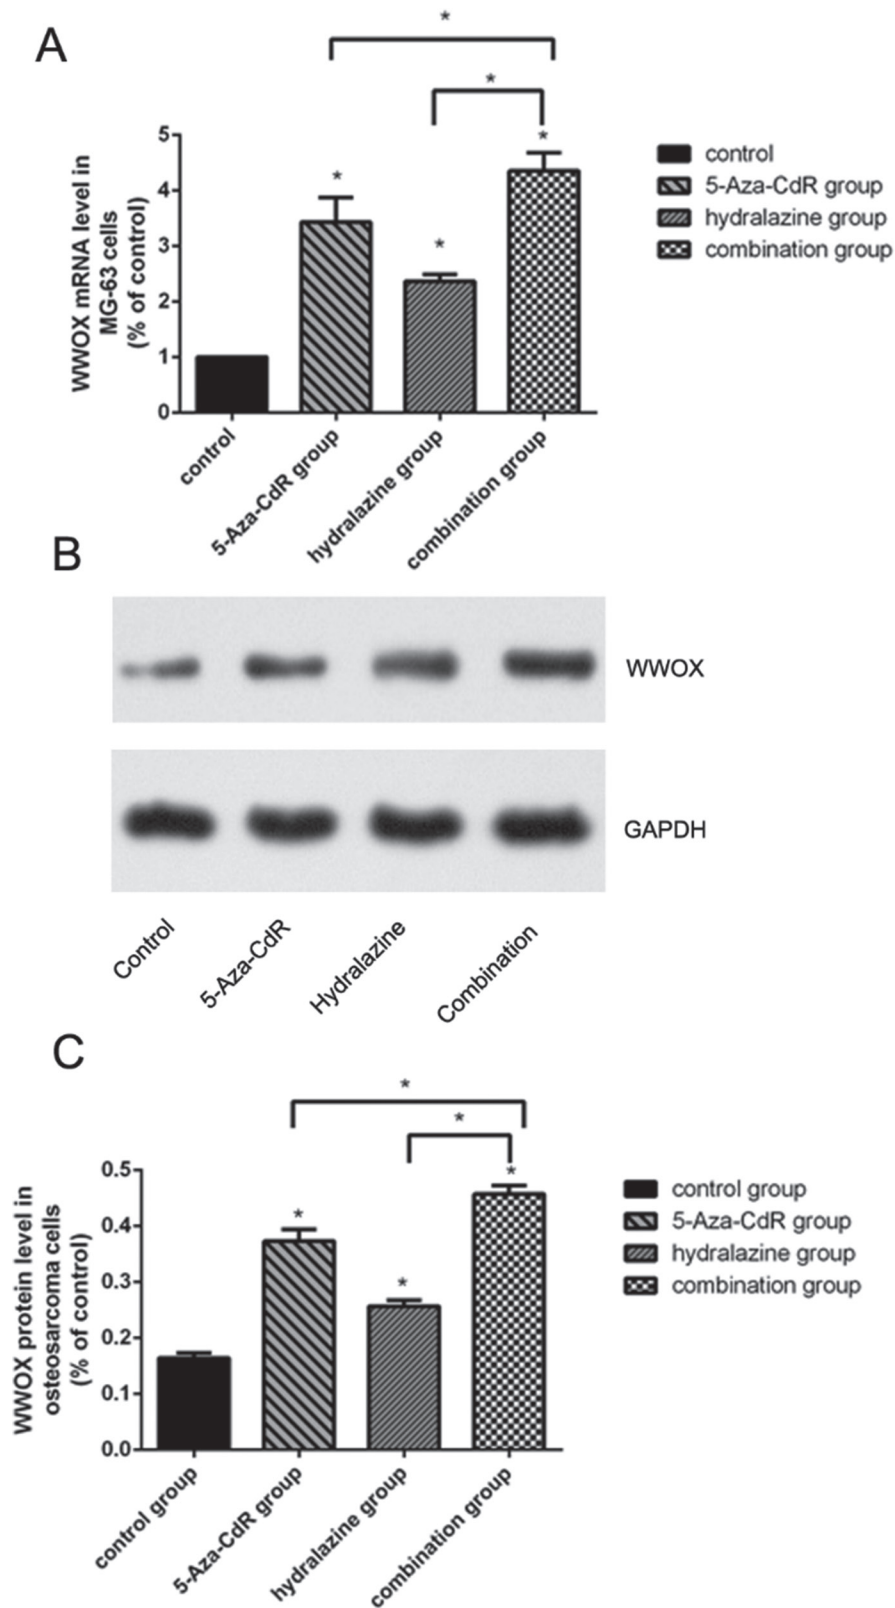 A
*
*
*
*
*
WWOX mRNA level in
MG-63 cells
(% of control)
5
4
3
2
1
0
control
5-Aza-CdR group
hydralazine group
combination group
control
5-Aza-CdR group
hydralazine group
combination group
B
WWOX
GAPDH
Control
5-Aza-CdR
Hydralazine
Combination
C
*
*
*
*
*
WWOX protein level in
osteosarcoma cells
(% of control)
0.5
0.4
0.3
0.2
0.1
0.0
control group
5-Aza-CdR group
hydralazine group
combination group
control group
5-Aza-CdR group
hydralazine group
combination group